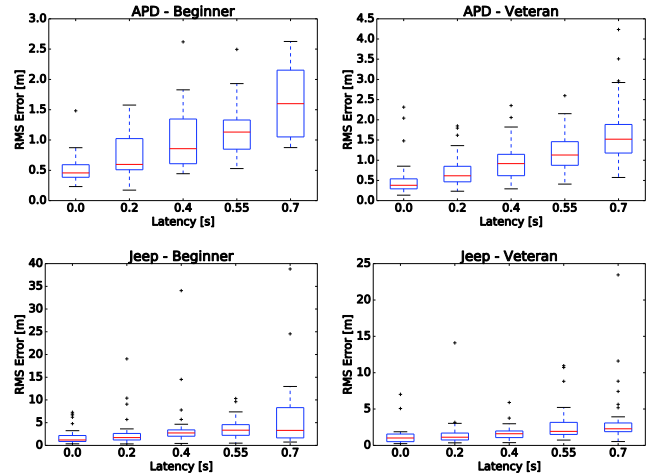 APD - Beginner
RMS Error [m]
3.0
2.5
2.0
1.5
1.0
0.5
0.0
0.0 0.2 0.4 0.55 0.7
Latency [s]
APD - Veteran
RMS Error [m]
4.5
4.0
3.5
3.0
2.5
2.0
1.5
1.0
0.5
0.0
0.0 0.2 0.4 0.55 0.7
Latency [s]
Jeep - Beginner
RMS Error [m]
40
35
30
25
20
15
10
5
0
0.0 0.2 0.4 0.55 0.7
Latency [s]
Jeep - Veteran
RMS Error [m]
25
20
15
10
5
0
0.0 0.2 0.4 0.55 0.7
Latency [s]